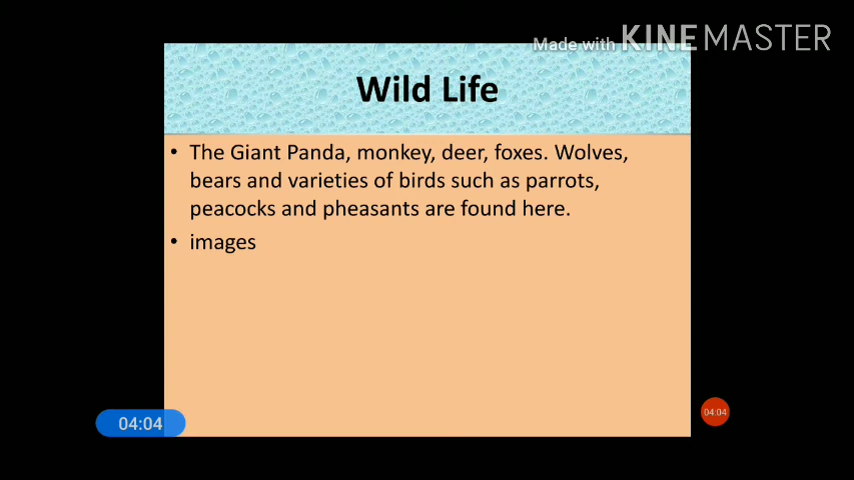 Made with KINEMASTER
Wild Life
• The Giant Panda, monkey, deer, foxes. Wolves,
bears and varieties of birds such as parrots,
peacocks and pheasants are found here.
• images
04:04
04:04